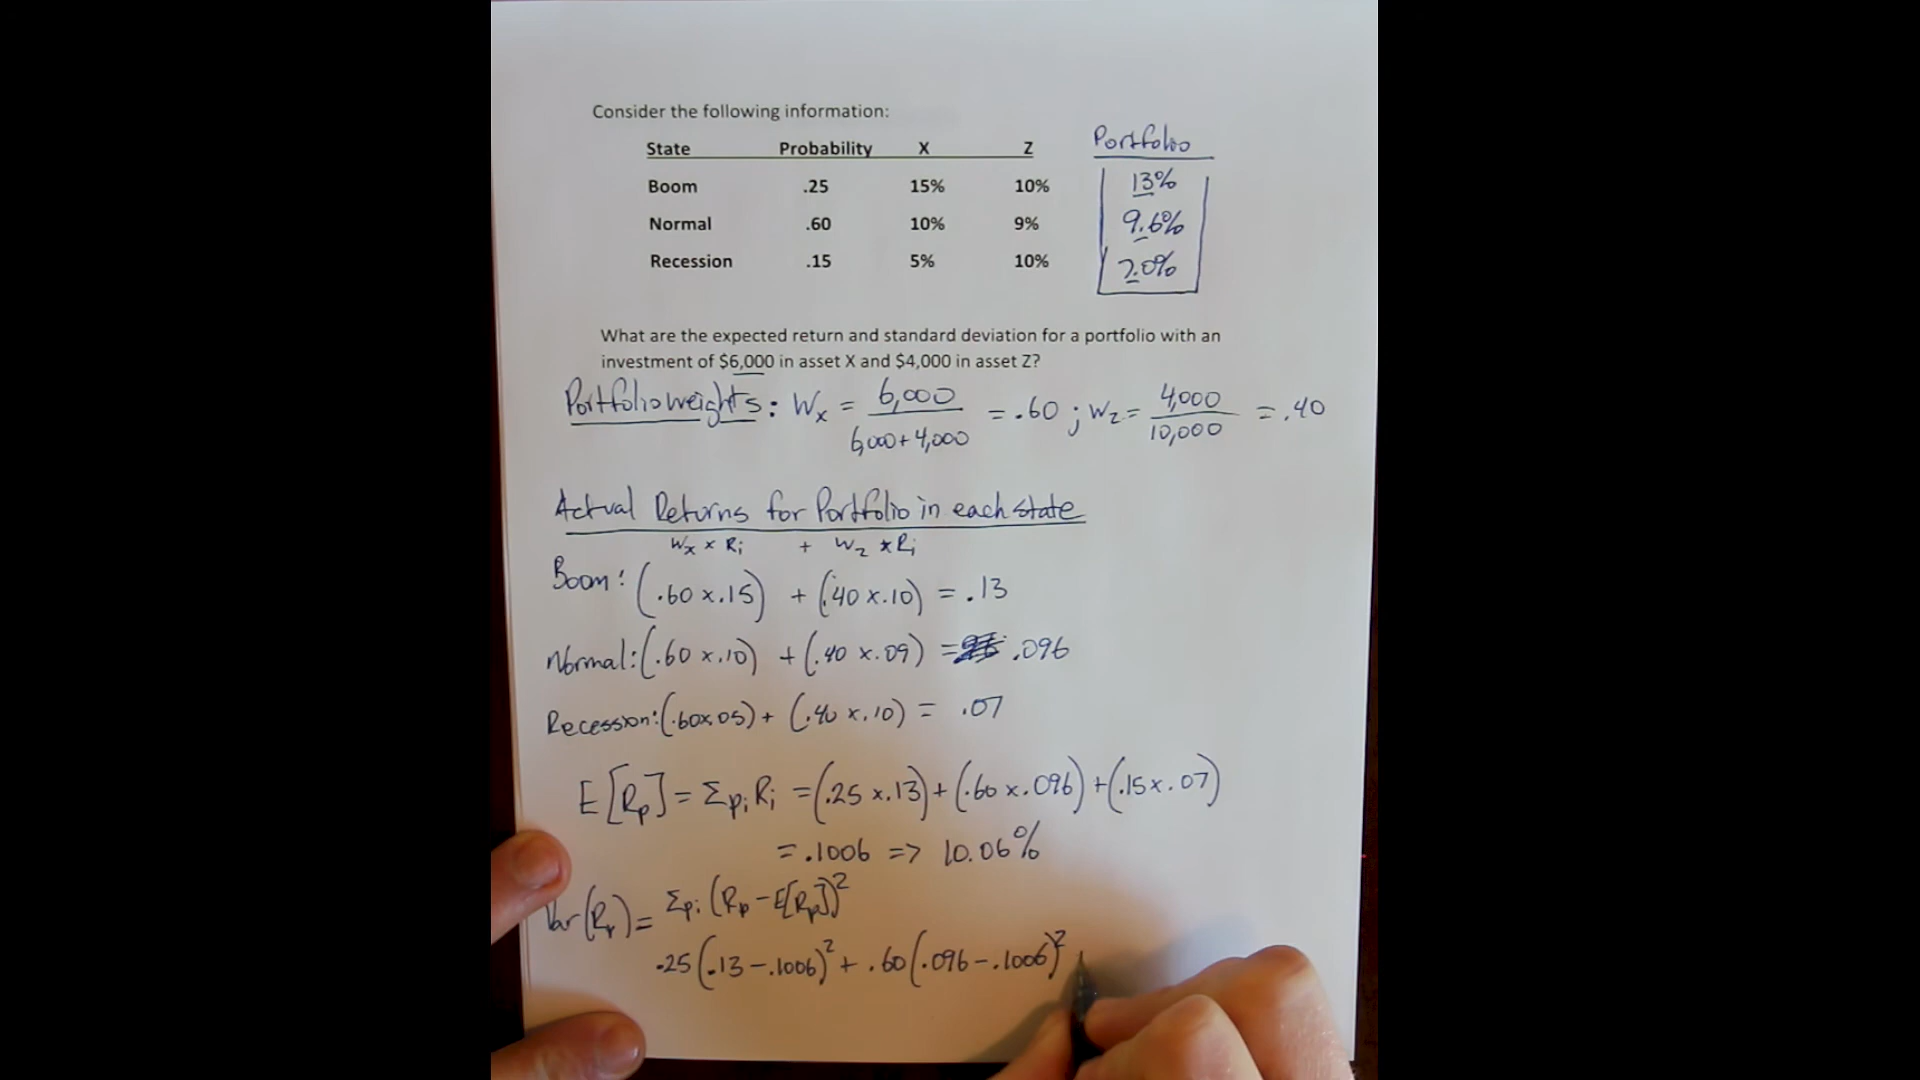 Consider the following information:
State Probability X Z Portfolio
Boom .25 15% 10% 13%
Normal .60 10% 9% 9.6%
Recession .15 5% 10% 7.0%
What are the expected return and standard deviation for a portfolio with an
investment of $6,000 in asset X and $4,000 in asset Z?
Portfolio weights: Wx = 6,000 / 6,000+4,000 = .60 ; Wz = 4,000 / 10,000 = .40
Actual Returns for Portfolio in each state
Wx × Ri + Wz × Ri
Boom: (.60 x .15) + (.40 x .10) = .13
Normal: (.60 x .10) + (.40 x .09) = .096
Recession: (.60 x .05) + (.40 x .10) = .07
E[Rp] = Σpi Ri = (.25 x .13) + (.60 x .096) + (.15 x .07)
= .1006 => 10.06%
Var(Rp) = Σpi (Rp - E[Rp])²
.25(.13 - .1006)² + .60(.096 - .1006)²